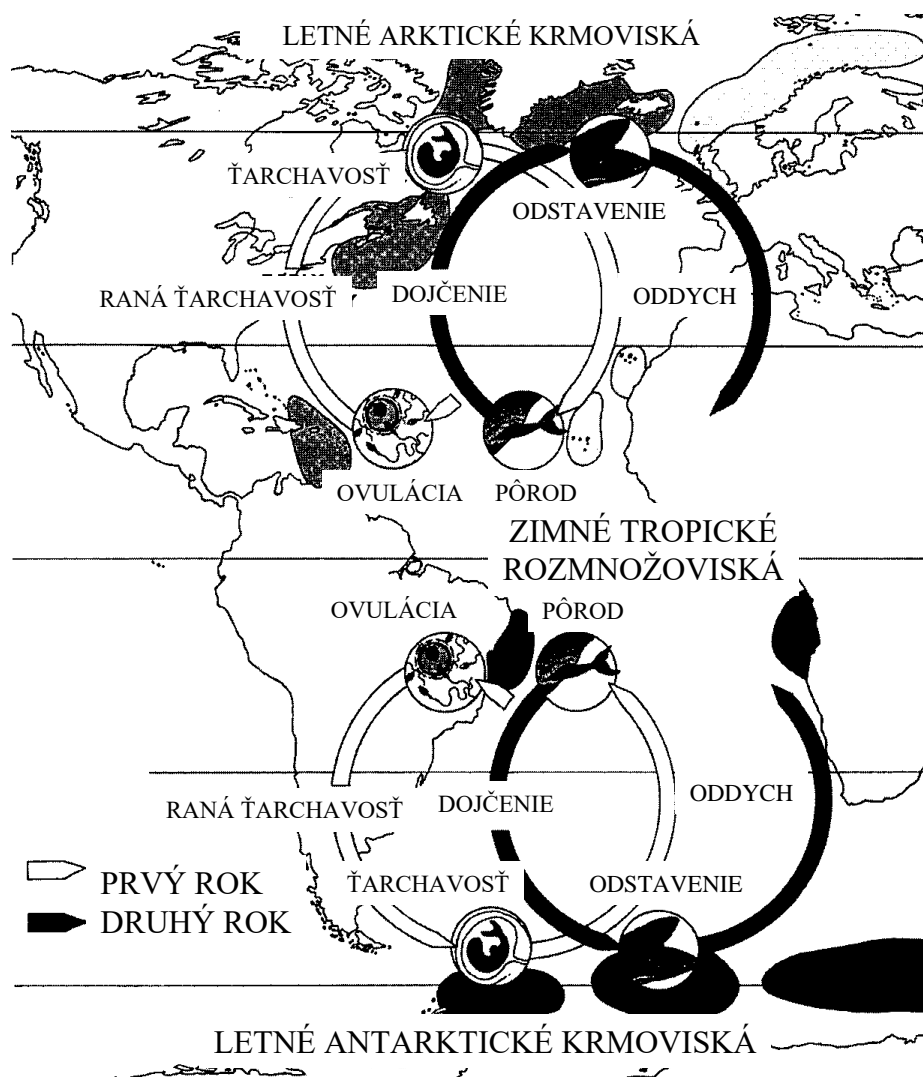 LETNÉ ARKTICKÉ KRMOVISKÁ
ŤARCHAVOSŤ
ODSTAVENIE
RANÁ ŤARCHAVOSŤ
DOJČENIE
ODDYCH
OVULÁCIA
PÔROD
ZIMNÉ TROPICKÉ
ROZMNOŽOVISKÁ
OVULÁCIA
PÔROD
RANÁ ŤARCHAVOSŤ
DOJČENIE
ODDYCH
PRVÝ ROK
ŤARCHAVOSŤ
ODSTAVENIE
DRUHÝ ROK
LETNÉ ANTARKTICKÉ KRMOVISKÁ